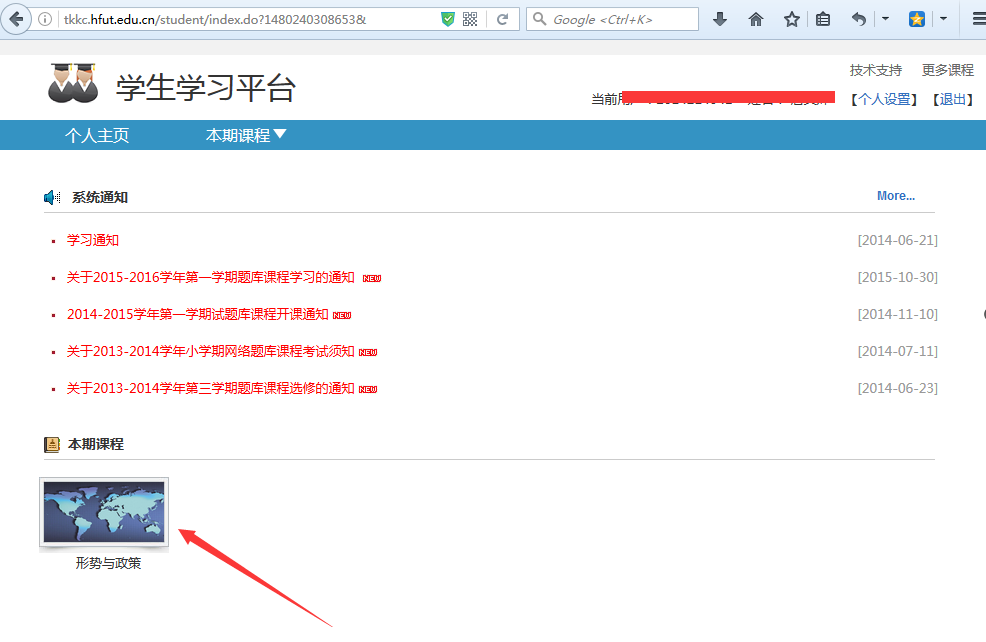 tkkc.hfut.edu.cn/student/index.do?1480240308653&
Google <Ctrl+K>
技术支持 更多课程
学生学习平台
当前用 【个人设置】 【退出】
个人主页 本期课程▼
系统通知 More...
学习通知 [2014-06-21]
关于2015-2016学年第一学期题库课程学习的通知 NEW [2015-10-30]
2014-2015学年第一学期试题库课程开课通知 NEW [2014-11-10]
关于2013-2014学年小学期网络题库课程考试须知 NEW [2014-07-11]
关于2013-2014学年第三学期题库课程选修的通知 NEW [2014-06-23]
本期课程
形势与政策